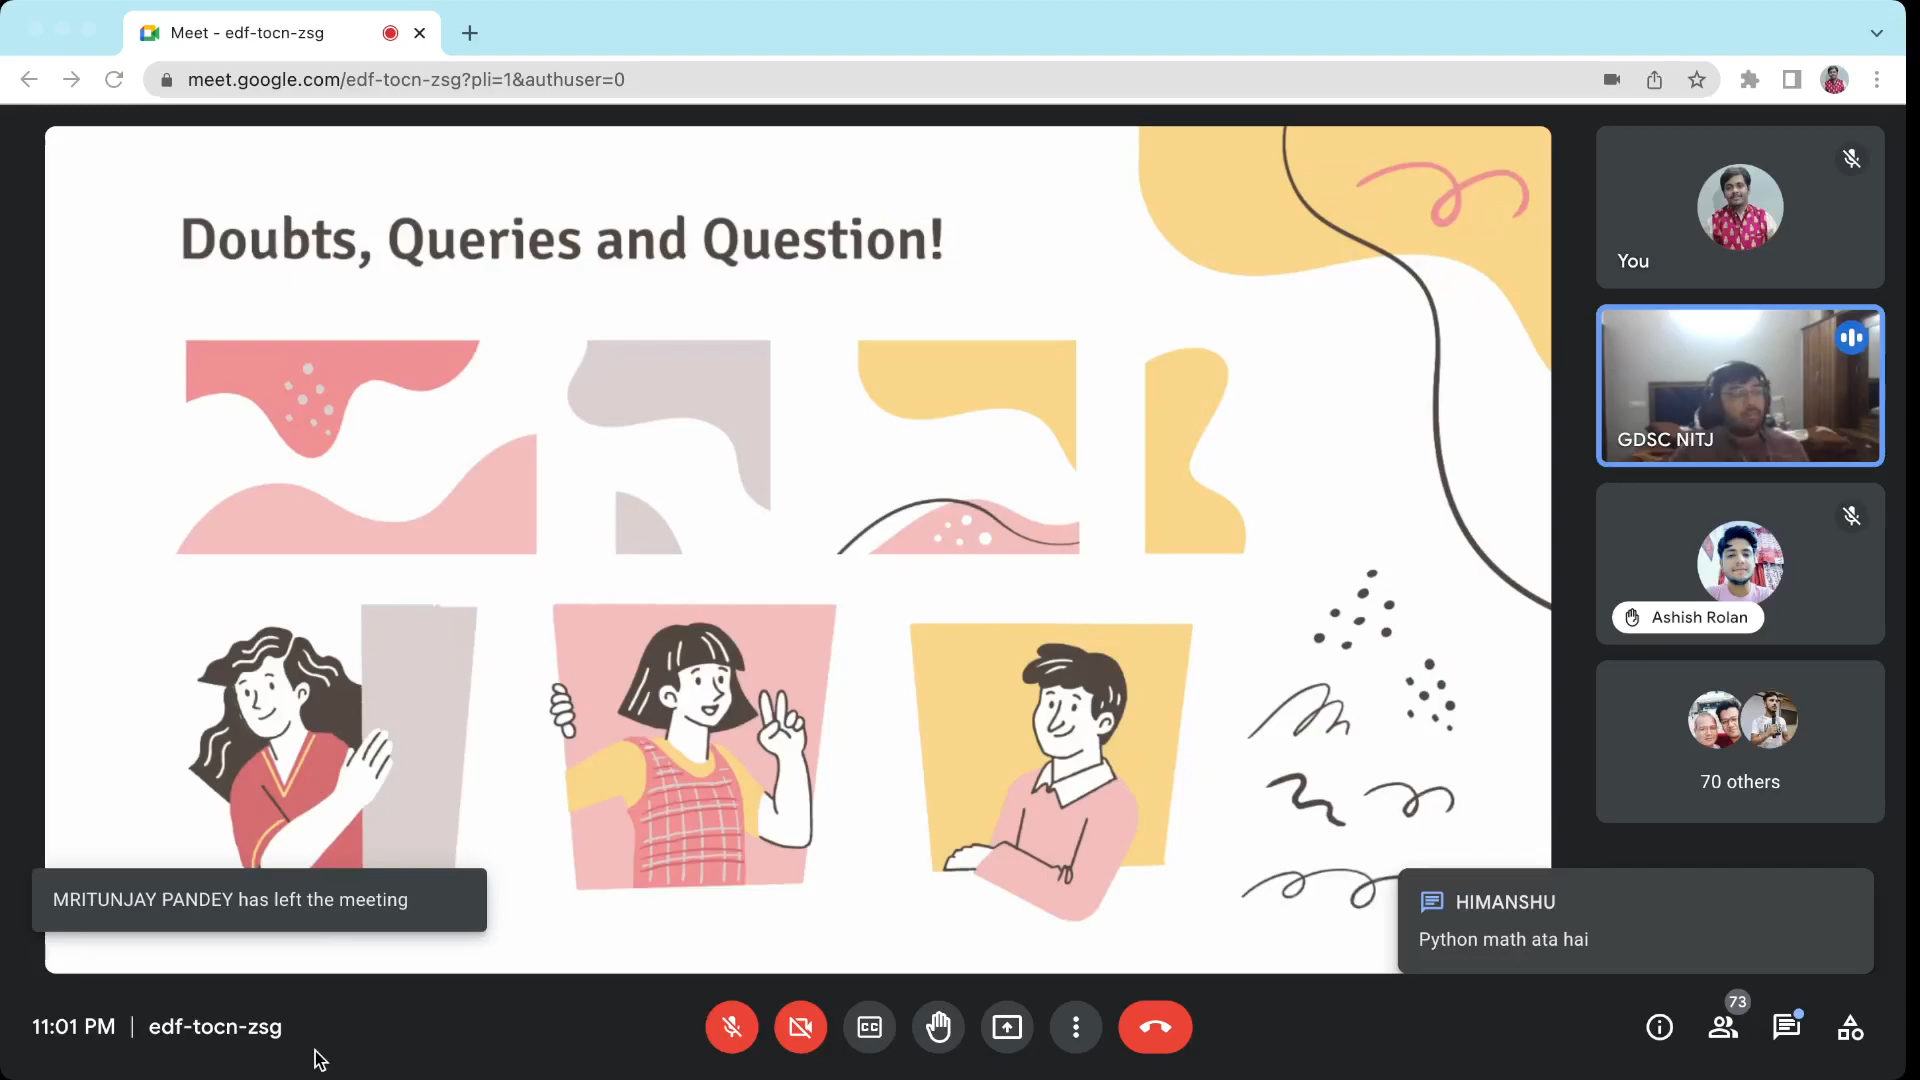 Meet - edf-tocn-zsg
meet.google.com/edf-tocn-zsg?pli=1&authuser=0
Doubts, Queries and Question!
You
GDSC NITJ
Ashish Rolan
70 others
MRITUNJAY PANDEY has left the meeting
HIMANSHU
Python math ata hai
11:01 PM | edf-tocn-zsg
CC
73